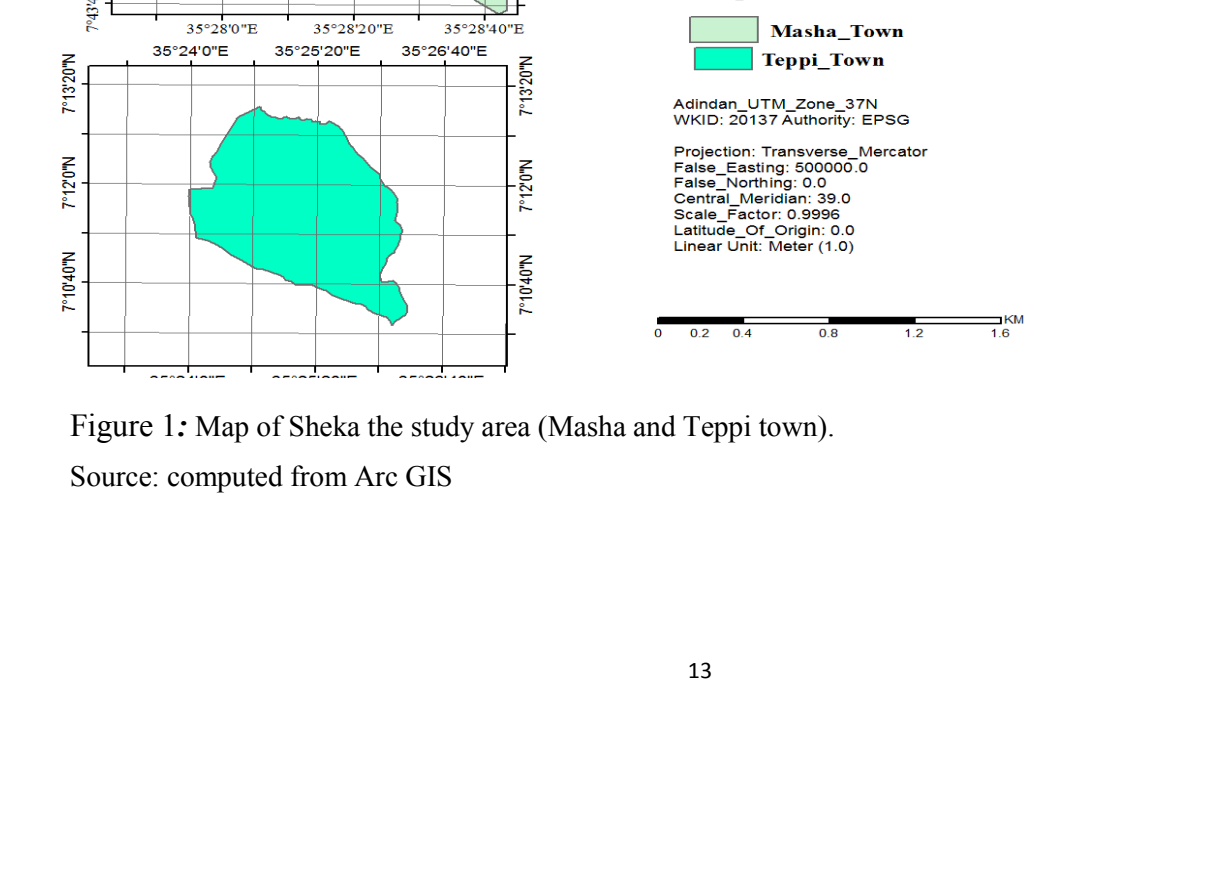 7°43'4
35°28'0"E 35°28'20"E 35°28'40"E
35°24'0"E 35°25'20"E 35°26'40"E
7°13'20"N 7°13'20"N
7°12'0"N 7°12'0"N
7°10'40"N 7°10'40"N
Masha_Town
Teppi_Town
Adindan_UTM_Zone_37N
WKID: 20137 Authority: EPSG
Projection: Transverse_Mercator
False_Easting: 500000.0
False_Northing: 0.0
Central_Meridian: 39.0
Scale_Factor: 0.9996
Latitude_Of_Origin: 0.0
Linear Unit: Meter (1.0)
KM
0 0.2 0.4 0.8 1.2 1.6
Figure 1: Map of Sheka the study area (Masha and Teppi town).
Source: computed from Arc GIS
13